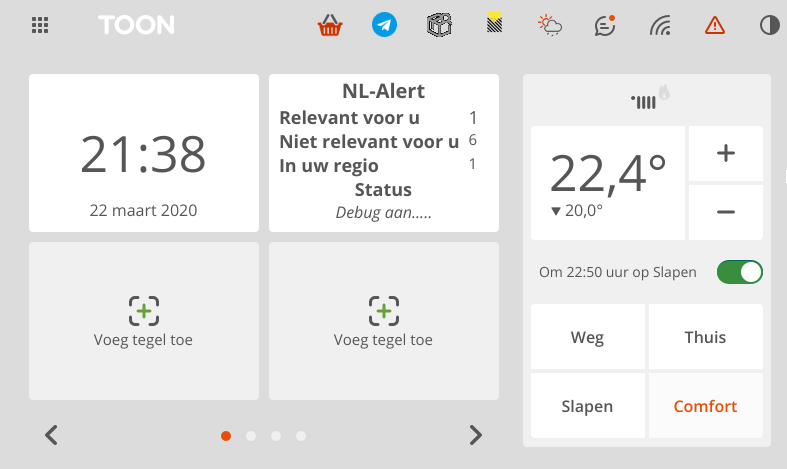 TOON
21:38
22 maart 2020
NL-Alert
Relevant voor u 1
Niet relevant voor u 6
In uw regio 1
Status
Debug aan.....
Voeg tegel toe
Voeg tegel toe
22,4°
▼ 20,0°
+
−
Om 22:50 uur op Slapen
Weg
Thuis
Slapen
Comfort